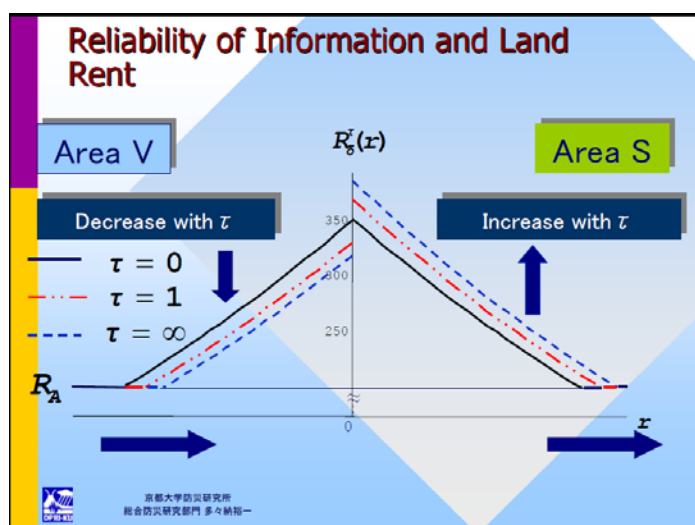 Reliability of Information and Land
Rent
Area V
R_δ^τ(r)
Area S
Decrease with τ
Increase with τ
350
τ = 0
τ = 1
300
τ = ∞
250
R_A
≈
0
r
京都大学防災研究所
総合防災研究部門 多々納裕一